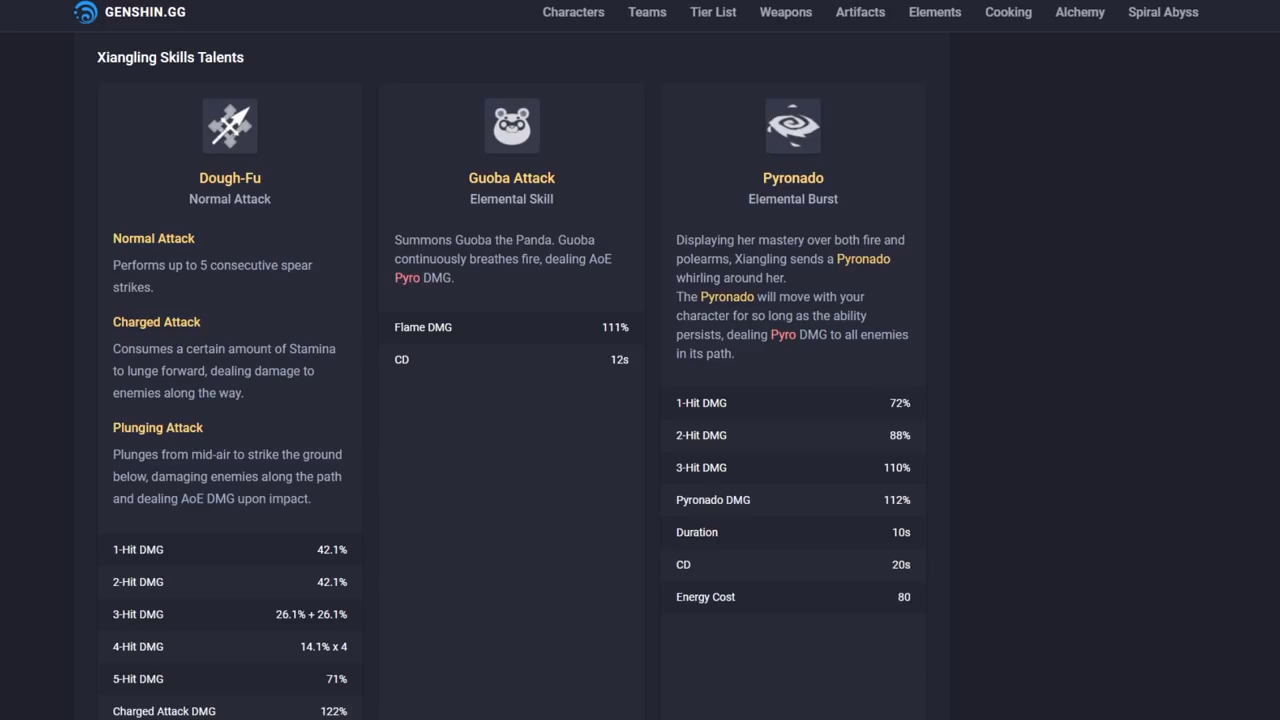 GENSHIN.GG
Characters Teams Tier List Weapons Artifacts Elements Cooking Alchemy Spiral Abyss
Xiangling Skills Talents
Dough-Fu
Normal Attack
Normal Attack
Performs up to 5 consecutive spear
strikes.
Charged Attack
Consumes a certain amount of Stamina
to lunge forward, dealing damage to
enemies along the way.
Plunging Attack
Plunges from mid-air to strike the ground
below, damaging enemies along the path
and dealing AoE DMG upon impact.
1-Hit DMG 42.1%
2-Hit DMG 42.1%
3-Hit DMG 26.1% + 26.1%
4-Hit DMG 14.1% x 4
5-Hit DMG 71%
Charged Attack DMG 122%
Guoba Attack
Elemental Skill
Summons Guoba the Panda. Guoba
continuously breathes fire, dealing AoE
Pyro DMG.
Flame DMG 111%
CD 12s
Pyronado
Elemental Burst
Displaying her mastery over both fire and
polearms, Xiangling sends a Pyronado
whirling around her.
The Pyronado will move with your
character for so long as the ability
persists, dealing Pyro DMG to all enemies
in its path.
1-Hit DMG 72%
2-Hit DMG 88%
3-Hit DMG 110%
Pyronado DMG 112%
Duration 10s
CD 20s
Energy Cost 80